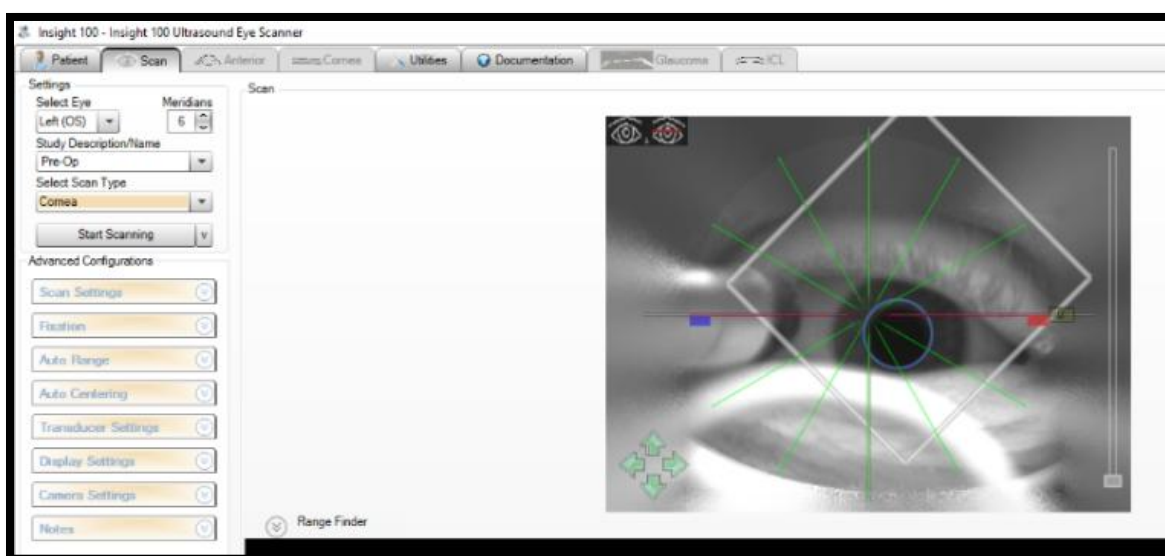 Insight 100 - Insight 100 Ultrasound Eye Scanner
Patient Scan Anterior Cornea Utilities Documentation Glaucoma ICL
Settings
Select Eye Meridians
Left (OS) 6
Study Description/Name
Pre-Op
Select Scan Type
Cornea
Start Scanning v
Advanced Configurations
Scan Settings
Fixation
Auto Range
Auto Centering
Transducer Settings
Display Settings
Camera Settings
Notes
Scan
Range Finder